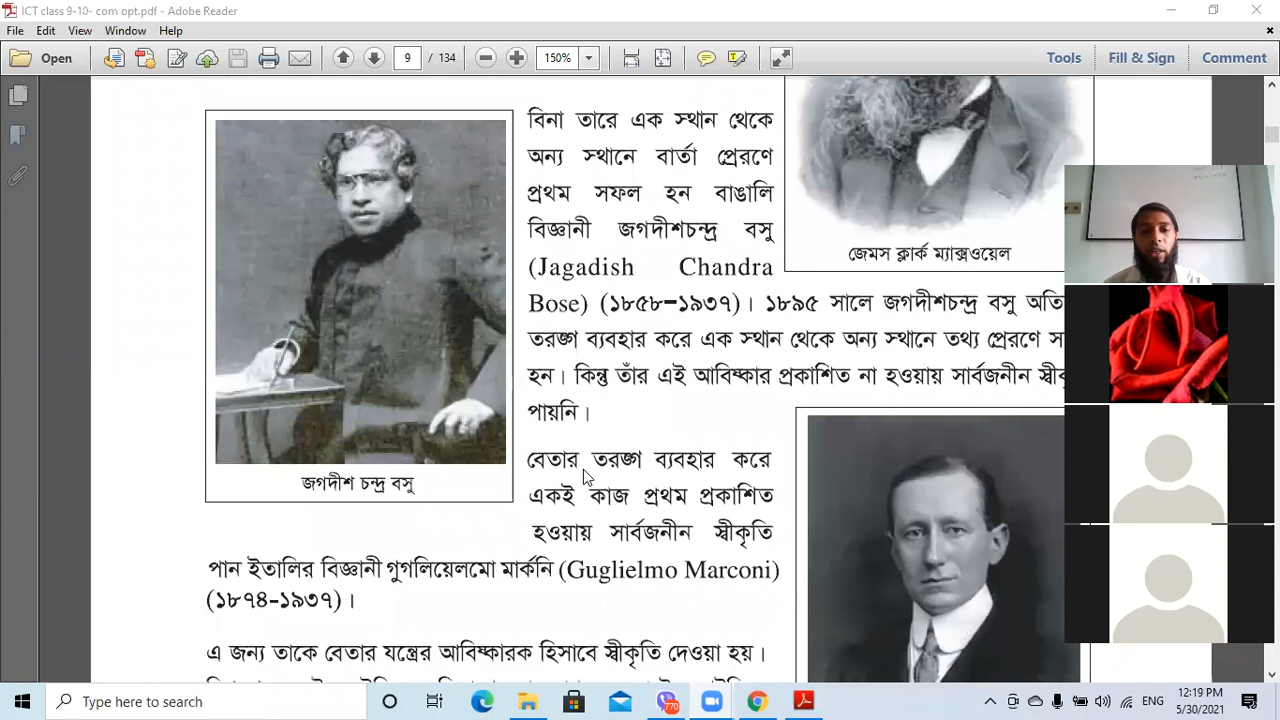 ICT class 9-10- com opt.pdf - Adobe Reader
File Edit View Window Help
Open 9 / 134 150% Tools Fill & Sign Comment
বিনা তারে এক স্থান থেকে
অন্য স্থানে বার্তা প্রেরণে
প্রথম সফল হন বাঙালি
বিজ্ঞানী জগদীশচন্দ্র বসু
(Jagadish Chandra
Bose) (১৮৫৮–১৯৩৭)। ১৮৯৫ সালে জগদীশচন্দ্র বসু অতি
তরঙ্গ ব্যবহার করে এক স্থান থেকে অন্য স্থানে তথ্য প্রেরণে স
হন। কিন্তু তাঁর এই আবিষ্কার প্রকাশিত না হওয়ায় সার্বজনীন
পায়নি।
জেমস ক্লার্ক ম্যাক্সওয়েল
জগদীশ চন্দ্র বসু
বেতার তরঙ্গ ব্যবহার করে
একই কাজ প্রথম প্রকাশিত
হওয়ায় সার্বজনীন স্বীকৃতি
পান ইতালির বিজ্ঞানী গুগলিয়েলমো মার্কনি (Guglielmo Marconi)
(১৮৭৪-১৯৩৭)।
এ জন্য তাকে বেতার যন্ত্রের আবিষ্কারক হিসাবে স্বীকৃতি দেওয়া হয়।
Type here to search
770
ENG
12:19 PM
5/30/2021